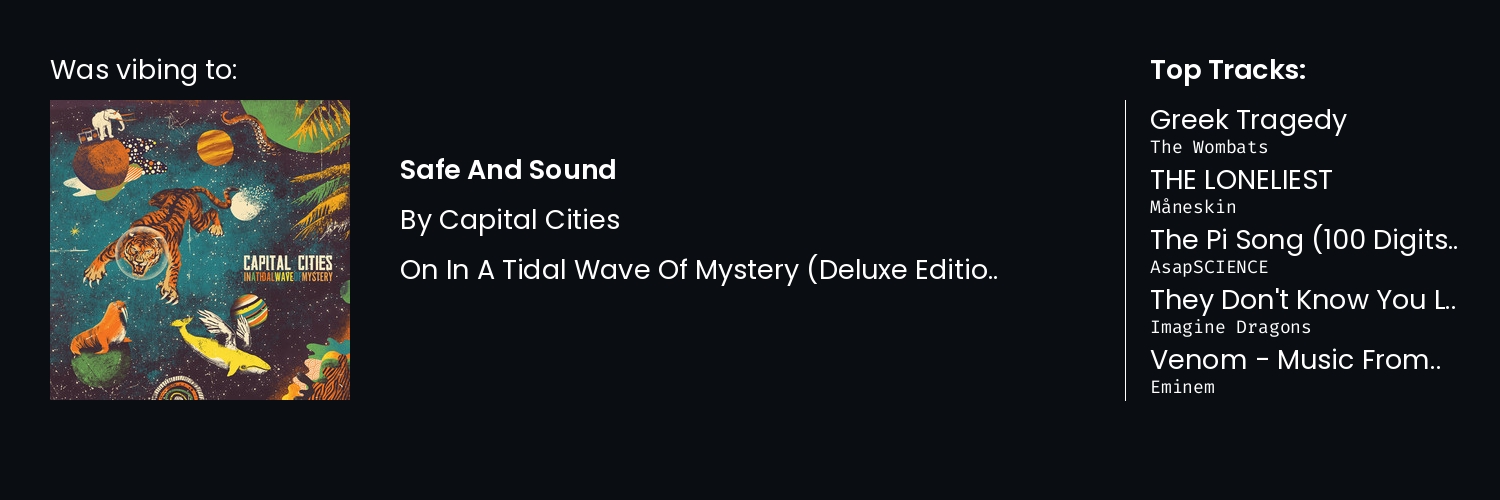 Was vibing to:
CAPITAL CITIES
IN A TIDAL WAVE OF MYSTERY
Safe And Sound
By Capital Cities
On In A Tidal Wave Of Mystery (Deluxe Editio..
Top Tracks:
Greek Tragedy
The Wombats
THE LONELIEST
Måneskin
The Pi Song (100 Digits..
AsapSCIENCE
They Don't Know You L..
Imagine Dragons
Venom - Music From..
Eminem